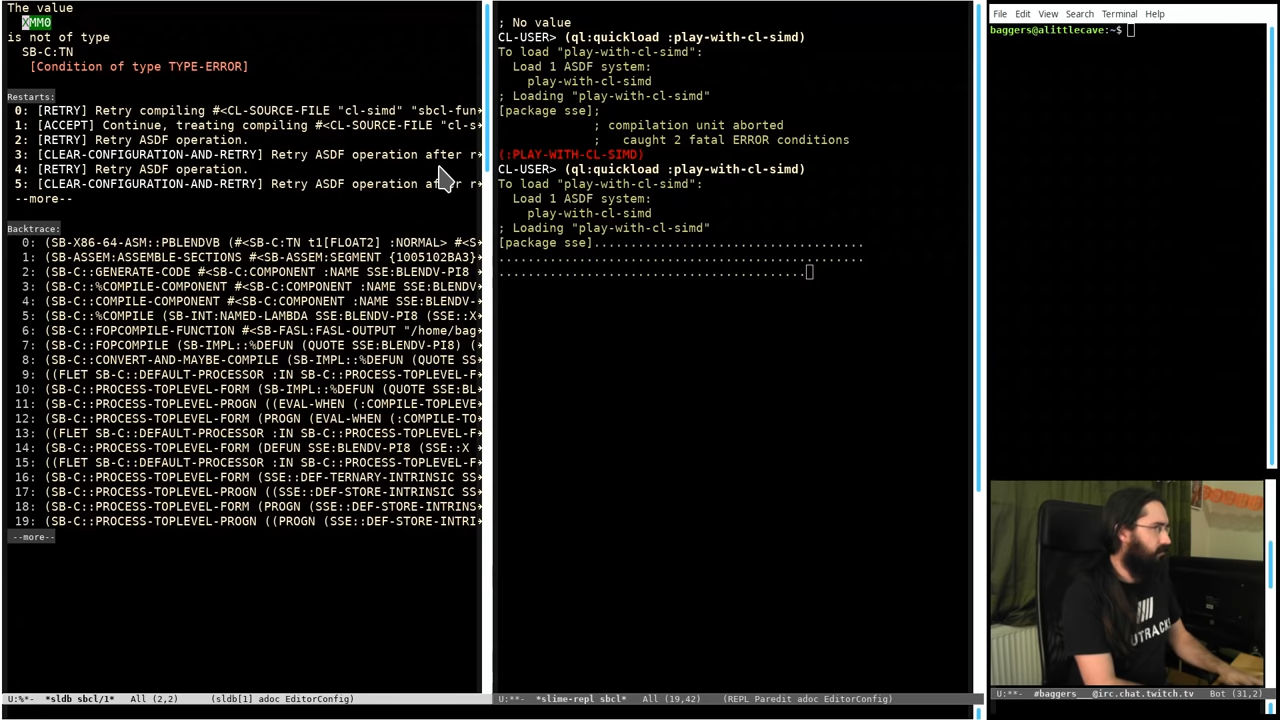 The value
XMM0
is not of type
SB-C:TN
[Condition of type TYPE-ERROR]
Restarts:
0: [RETRY] Retry compiling #<CL-SOURCE-FILE "cl-simd" "sbcl-fun
1: [ACCEPT] Continue, treating compiling #<CL-SOURCE-FILE "cl-s
2: [RETRY] Retry ASDF operation.
3: [CLEAR-CONFIGURATION-AND-RETRY] Retry ASDF operation after r
4: [RETRY] Retry ASDF operation.
5: [CLEAR-CONFIGURATION-AND-RETRY] Retry ASDF operation after r
--more--
Backtrace:
0: (SB-X86-64-ASM::PBLENDVB (#<SB-C:TN t1[FLOAT2] :NORMAL> #<S
1: (SB-ASSEM:ASSEMBLE-SECTIONS #<SB-ASSEM:SEGMENT {1005102BA3}
2: (SB-C::GENERATE-CODE #<SB-C:COMPONENT :NAME SSE:BLENDV-PI8
3: (SB-C::%COMPILE-COMPONENT #<SB-C:COMPONENT :NAME SSE:BLENDV
4: (SB-C::COMPILE-COMPONENT #<SB-C:COMPONENT :NAME SSE:BLENDV-
5: (SB-C::%COMPILE (SB-INT:NAMED-LAMBDA SSE:BLENDV-PI8 (SSE::X
6: (SB-C::FOPCOMPILE-FUNCTION #<SB-FASL:FASL-OUTPUT "/home/bag
7: (SB-C::FOPCOMPILE (SB-IMPL::%DEFUN (QUOTE SSE:BLENDV-PI8) (
8: (SB-C::CONVERT-AND-MAYBE-COMPILE (SB-IMPL::%DEFUN (QUOTE SS
9: ((FLET SB-C::DEFAULT-PROCESSOR :IN SB-C::PROCESS-TOPLEVEL-F
10: (SB-C::PROCESS-TOPLEVEL-FORM (SB-IMPL::%DEFUN (QUOTE SSE:BL
11: (SB-C::PROCESS-TOPLEVEL-PROGN ((EVAL-WHEN (:COMPILE-TOPLEVE
12: (SB-C::PROCESS-TOPLEVEL-FORM (PROGN (EVAL-WHEN (:COMPILE-TO
13: ((FLET SB-C::DEFAULT-PROCESSOR :IN SB-C::PROCESS-TOPLEVEL-F
14: (SB-C::PROCESS-TOPLEVEL-FORM (DEFUN SSE:BLENDV-PI8 (SSE::X
15: ((FLET SB-C::DEFAULT-PROCESSOR :IN SB-C::PROCESS-TOPLEVEL-F
16: (SB-C::PROCESS-TOPLEVEL-FORM (SSE::DEF-TERNARY-INTRINSIC SS
17: (SB-C::PROCESS-TOPLEVEL-PROGN ((SSE::DEF-STORE-INTRINSIC SS
18: (SB-C::PROCESS-TOPLEVEL-FORM (PROGN (SSE::DEF-STORE-INTRINS
19: (SB-C::PROCESS-TOPLEVEL-PROGN ((PROGN (SSE::DEF-STORE-INTRI
--more--
U:%*- *sldb sbcl/1* All (2,2) (sldb[1] adoc EditorConfig)
; No value
CL-USER> (ql:quickload :play-with-cl-simd)
To load "play-with-cl-simd":
Load 1 ASDF system:
play-with-cl-simd
; Loading "play-with-cl-simd"
[package sse];
; compilation unit aborted
; caught 2 fatal ERROR conditions
(:PLAY-WITH-CL-SIMD)
CL-USER> (ql:quickload :play-with-cl-simd)
To load "play-with-cl-simd":
Load 1 ASDF system:
play-with-cl-simd
; Loading "play-with-cl-simd"
[package sse].....................................
..................................................
..........................................
U:**- *slime-repl sbcl* All (19,42) (REPL Paredit adoc EditorConfig)
File Edit View Search Terminal Help
baggers@alittlecave:~$
UTRACKS
U:**- #baggers___@irc.chat.twitch.tv Bot (31,2)